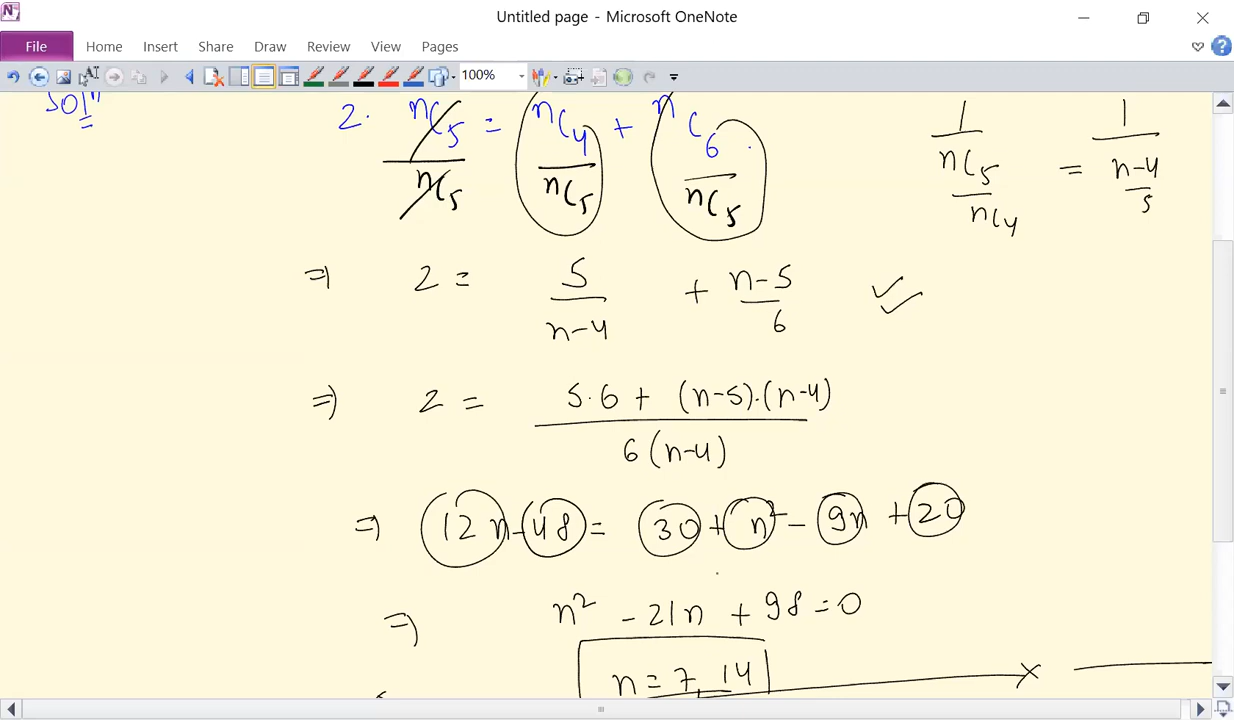 Untitled page - Microsoft OneNote
File Home Insert Share Draw Review View Pages
100%
Solⁿ
2. nC5/nC5 = nC4/nC5 + nC6/nC5 .
1/(nC5/nC4) = 1/((n-4)/5)
⇒ 2 = 5/(n-4) + (n-5)/6 ✓✓
⇒ 2 = (5.6 + (n-5).(n-4))/(6(n-4))
⇒ 12n - 48 = 30 + n² - 9n + 20
⇒ n² - 21n + 98 = 0
n = 7, 14